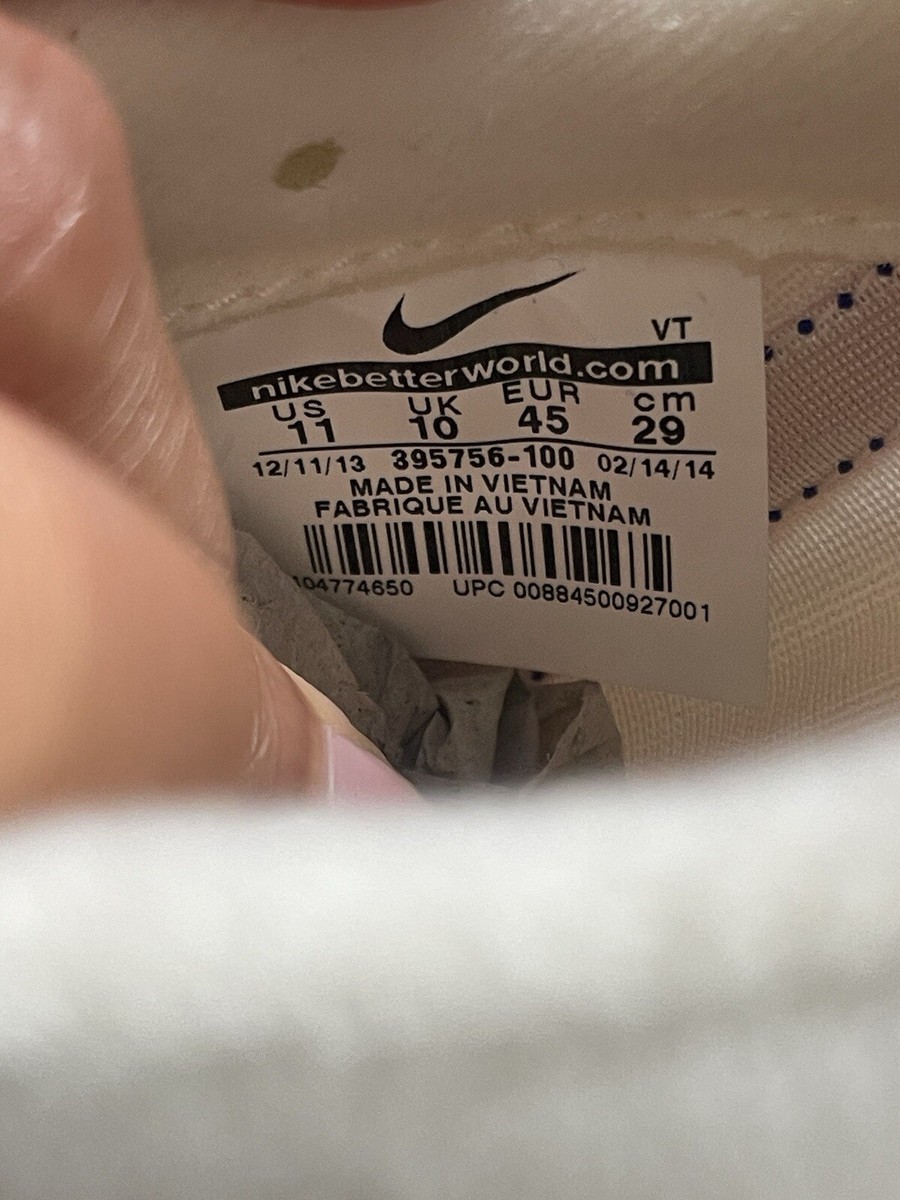 VT
nikebetterworld.com
US UK EUR cm
11 10 45 29
12/11/13 395756-100 02/14/14
MADE IN VIETNAM
FABRIQUE AU VIETNAM
104774650 UPC 00884500927001